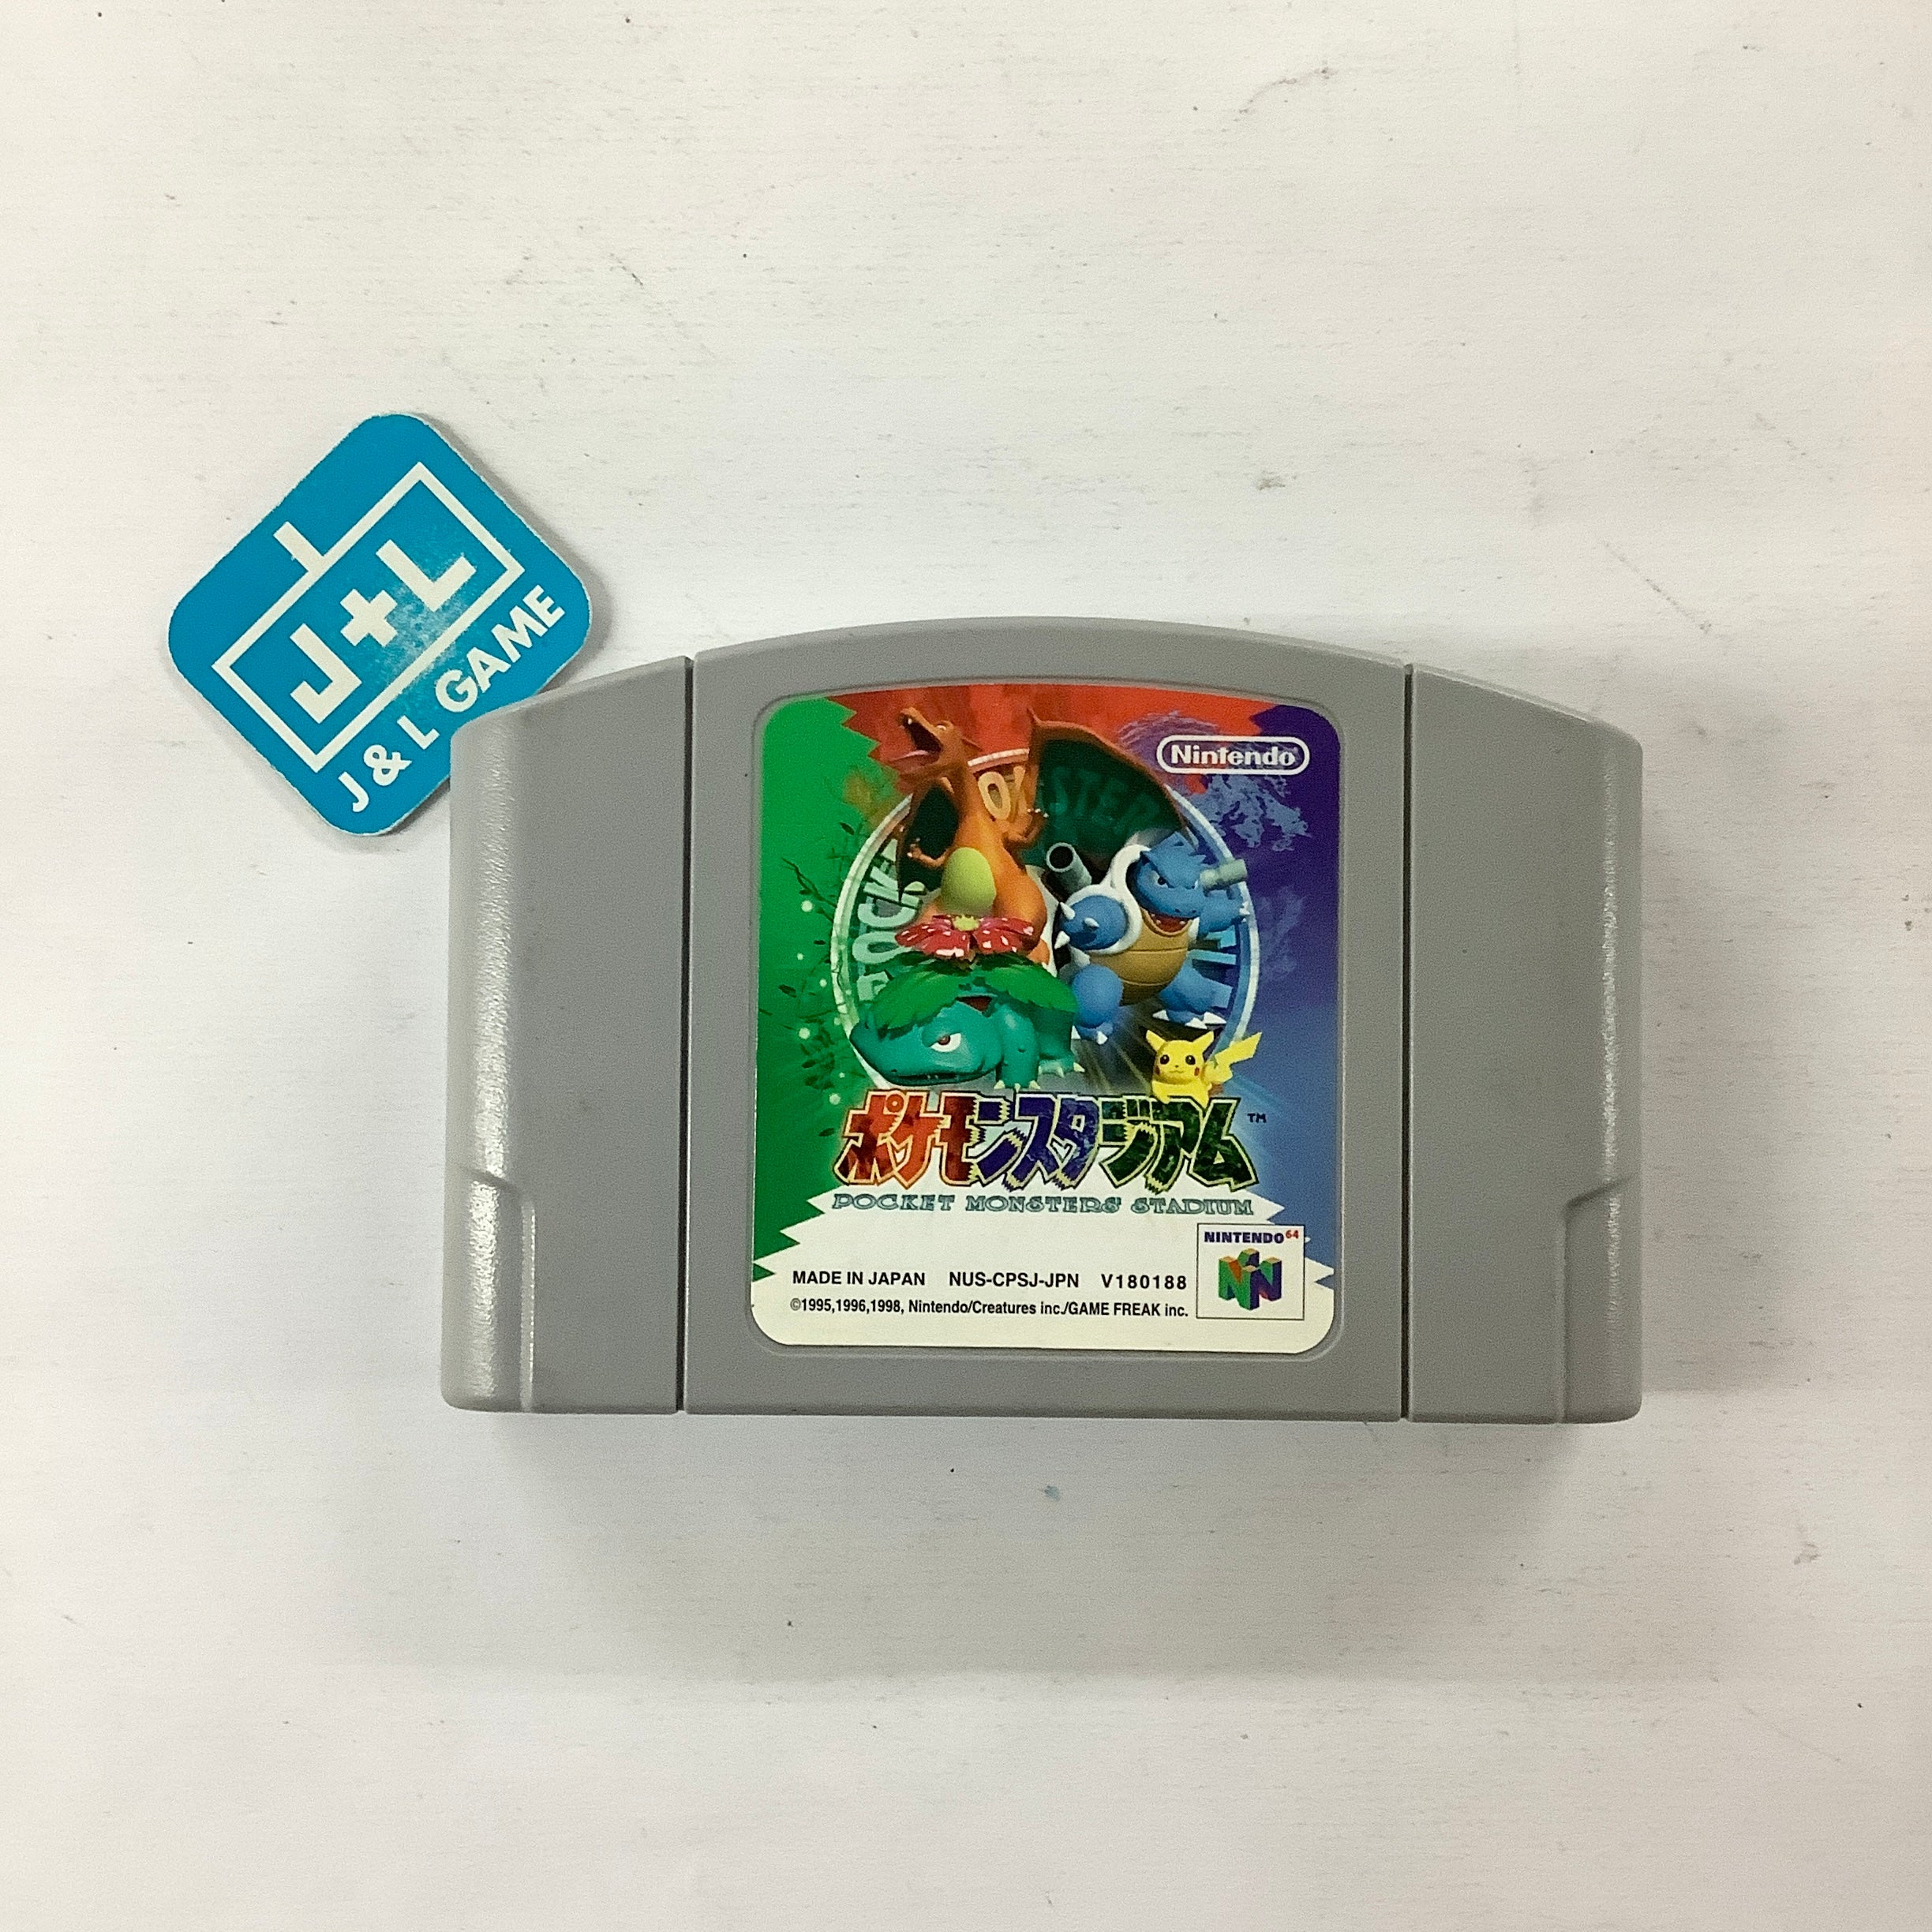 J+L
J & L GAME
Nintendo
ポケモンスタジアム™
POCKET MONSTERS STADIUM
NINTENDO64
MADE IN JAPAN NUS-CPSJ-JPN V180188
©1995,1996,1998, Nintendo/Creatures inc./GAME FREAK inc.